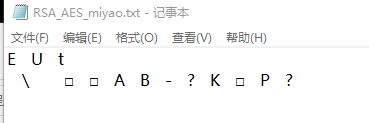 RSA_AES_miyao.txt - 记事本
文件(F) 编辑(E) 格式(O) 查看(V) 帮助(H)
E U t
\ □ □ A B - ? K □ P ?